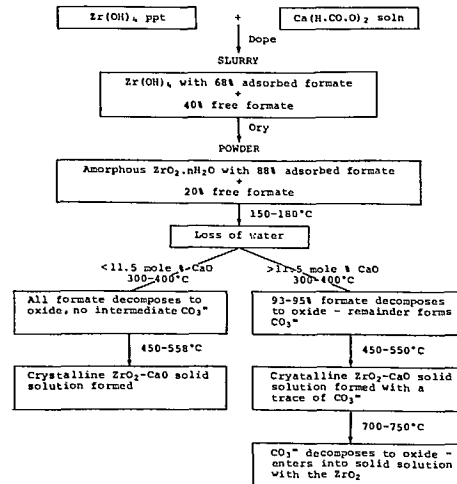 Zr(OH)₄ ppt + Ca(H.CO.O)₂ soln
Dope
SLURRY
Zr(OH)₄ with 68% adsorbed formate
+
40% free formate
Ory
POWDER
Amorphous ZrO₂.nH₂O with 88% adsorbed formate
+
20% free formate
150-180°C
Loss of water
<11.5 mole %-CaO
300-400°C
>11.5 mole % CaO
300-400°C
All formate decomposes to
oxide, no intermediate CO₃⁼
93-95% formate decomposes
to oxide - remainder forms
CO₃⁼
450-558°C
450-550°C
Crystalline ZrO₂-CaO solid
solution formed
Cryatalline ZrO₂-CaO solid
solution formed with a
trace of CO₃⁼
700-750°C
CO₃⁼ decomposes to oxide -
enters into solid solution
with the ZrO₂